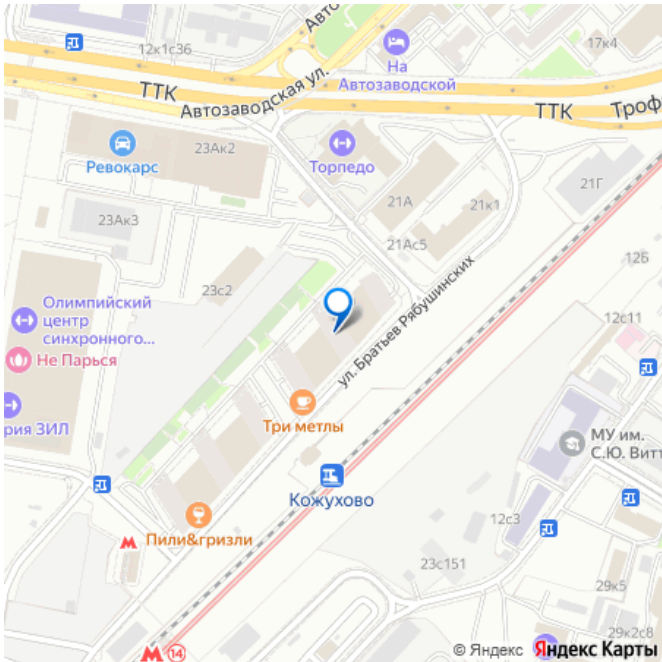 12к1с36
Авто
17к4
На
Автозаводской
ТТК
Автозаводская ул.
ТТК
Троф
Ревокарс
23Ак2
Торпедо
21Г
21А
21к1
23Ак3
21Ас5
12Б
23с2
ул. Братьев Рябушинских
12с11
Олимпийский
центр
синхронного...
Не Парься
рия ЗИЛ
Три метлы
МУ им.
С.Ю. Витт
Кожухово
Пили&гризли
12с3
23с151
29к5
29к2с8
М 14
© Яндекс Яндекс Карты